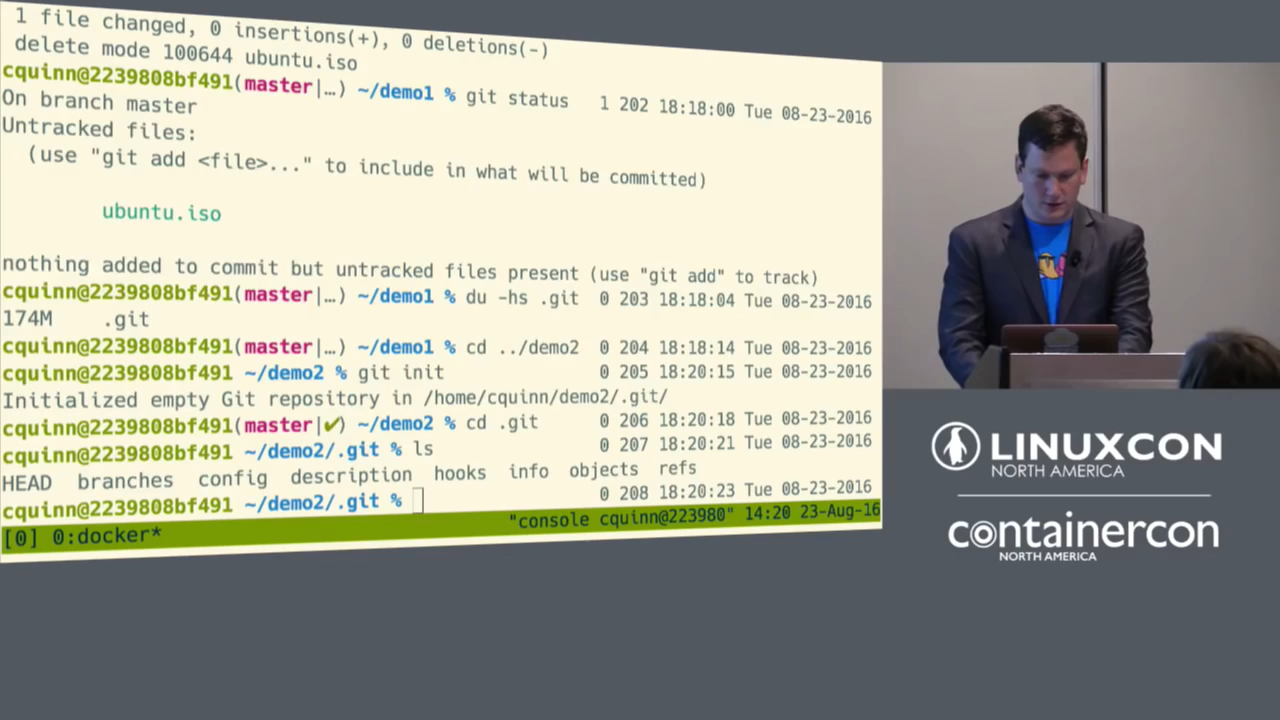 1 file changed, 0 insertions(+), 0 deletions(-)
delete mode 100644 ubuntu.iso
cquinn@2239808bf491(master|…) ~/demo1 % git status 1 202 18:18:00 Tue 08-23-2016
On branch master
Untracked files:
(use "git add <file>..." to include in what will be committed)
ubuntu.iso
nothing added to commit but untracked files present (use "git add" to track)
cquinn@2239808bf491(master|…) ~/demo1 % du -hs .git 0 203 18:18:04 Tue 08-23-2016
174M .git
cquinn@2239808bf491(master|…) ~/demo1 % cd ../demo2 0 204 18:18:14 Tue 08-23-2016
cquinn@2239808bf491 ~/demo2 % git init 0 205 18:20:15 Tue 08-23-2016
Initialized empty Git repository in /home/cquinn/demo2/.git/
cquinn@2239808bf491(master|✔) ~/demo2 % cd .git 0 206 18:20:18 Tue 08-23-2016
cquinn@2239808bf491 ~/demo2/.git % ls 0 207 18:20:21 Tue 08-23-2016
HEAD branches config description hooks info objects refs
cquinn@2239808bf491 ~/demo2/.git % 0 208 18:20:23 Tue 08-23-2016
[0] 0:docker* "console cquinn@223980" 14:20 23-Aug-16
LINUXCON
NORTH AMERICA
containercon
NORTH AMERICA